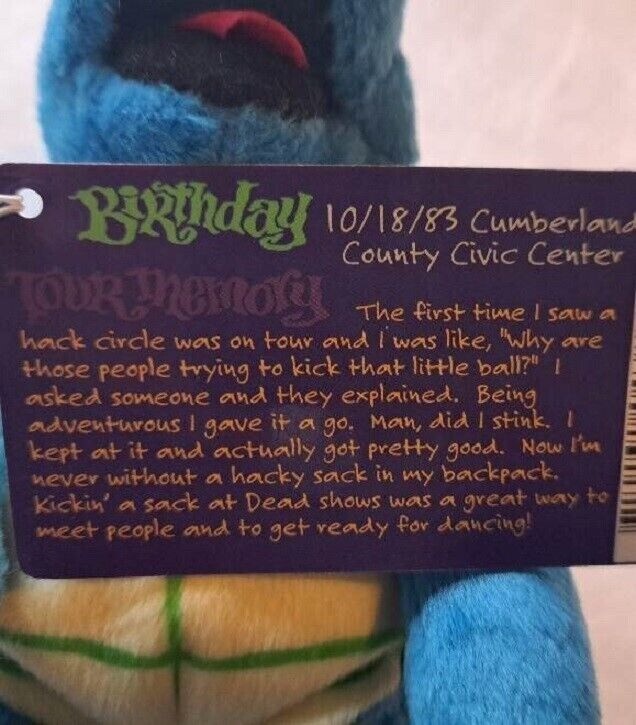 Birthday 10/18/83 Cumberland
County Civic Center
Tour Memory The first time I saw a
hack circle was on tour and i was like, "Why are
those people trying to kick that little ball?" I
asked someone and they explained. Being
adventurous I gave it a go. Man, did I stink. I
kept at it and actually got pretty good. Now I'm
never without a hacky sack in my backpack.
Kickin' a sack at Dead shows was a great way to
meet people and to get ready for dancing!